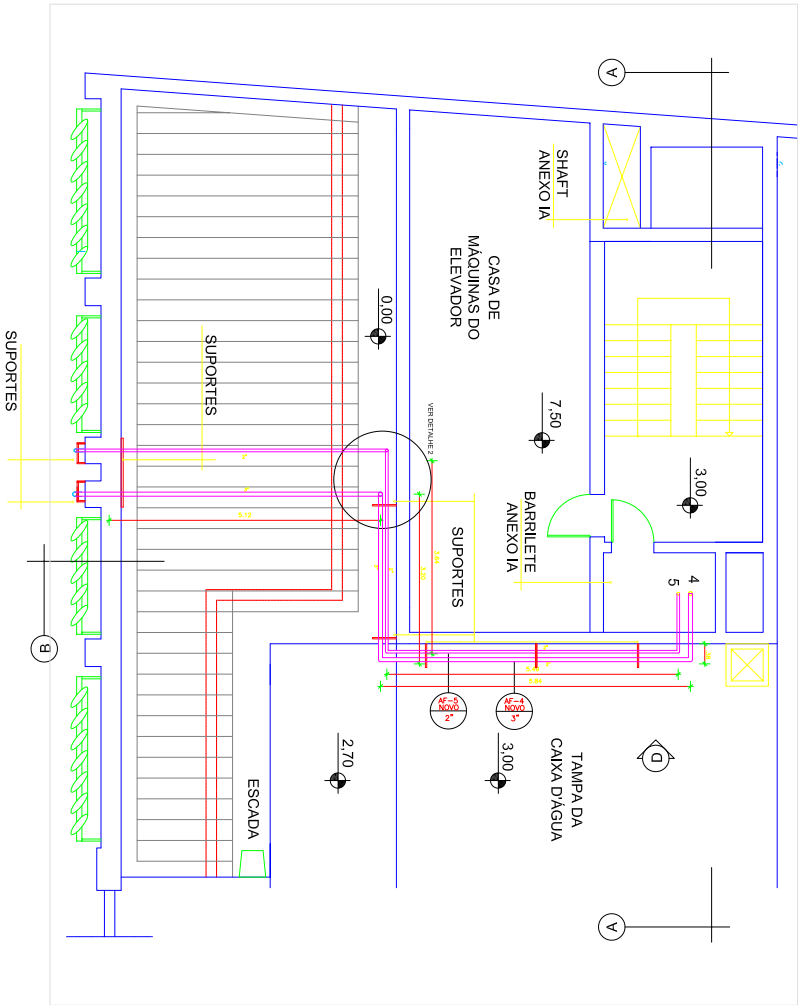 A
SHAFT
ANEXO IA
CASA DE
MÁQUINAS DO
ELEVADOR
0,00
SUPORTES
SUPORTES
7,50
3,00
VER DETALHE 2
BARRILETE
ANEXO IA
SUPORTES
4
5
B
AF-5
NOVO
2"
AF-4
NOVO
3"
D
3,00
TAMPA DA
CAIXA D'ÁGUA
2,70
ESCADA
A